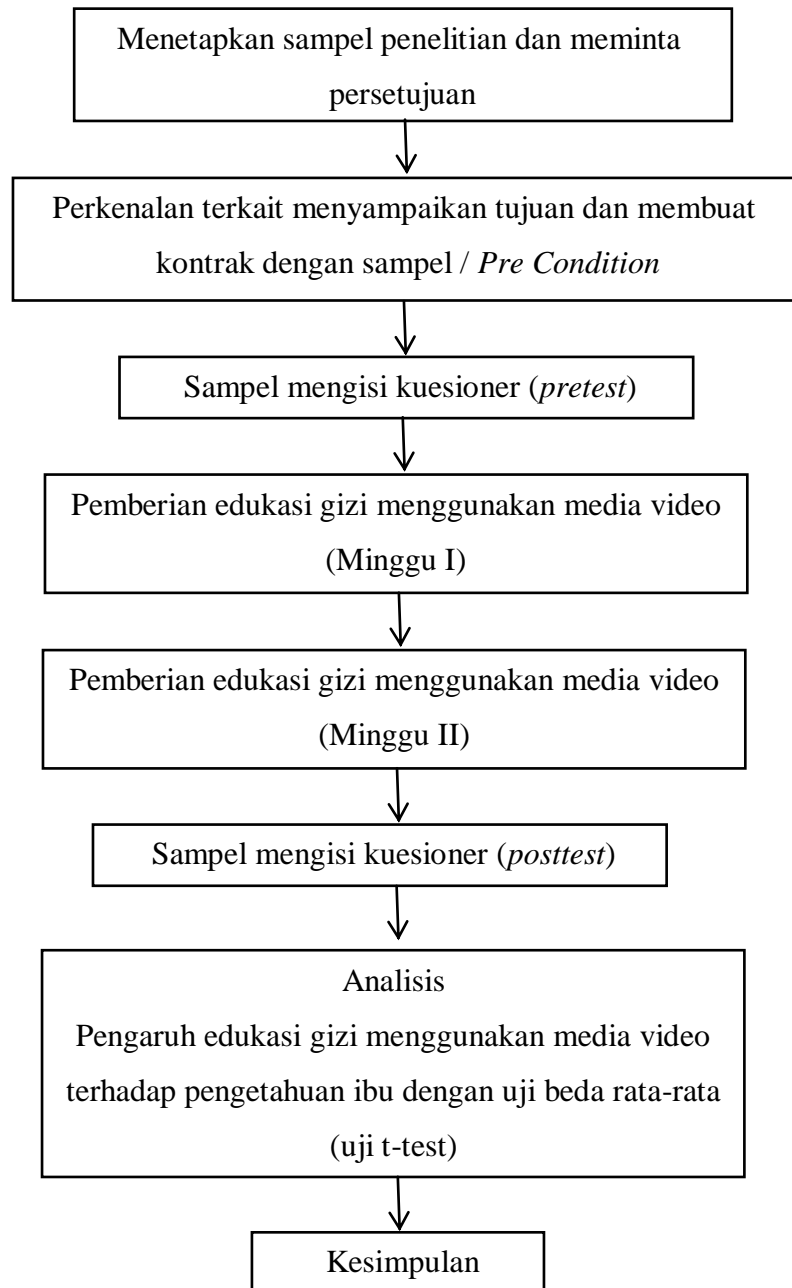 Menetapkan sampel penelitian dan meminta
persetujuan
Perkenalan terkait menyampaikan tujuan dan membuat
kontrak dengan sampel / Pre Condition
Sampel mengisi kuesioner (pretest)
Pemberian edukasi gizi menggunakan media video
(Minggu I)
Pemberian edukasi gizi menggunakan media video
(Minggu II)
Sampel mengisi kuesioner (posttest)
Analisis
Pengaruh edukasi gizi menggunakan media video
terhadap pengetahuan ibu dengan uji beda rata-rata
(uji t-test)
Kesimpulan